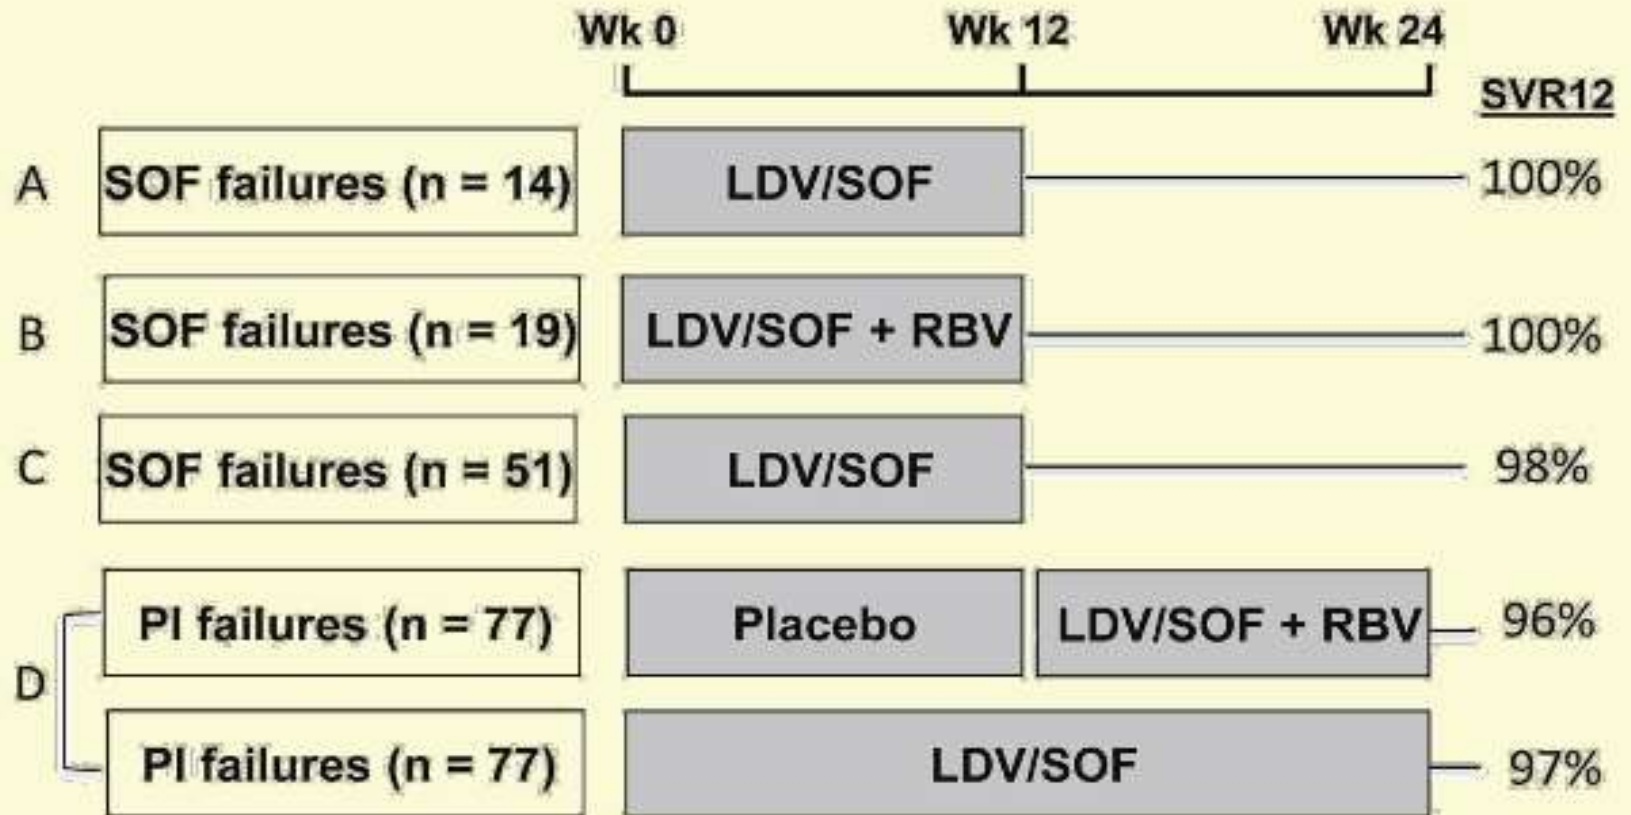 Wk 0 Wk 12 Wk 24
SVR12
A SOF failures (n = 14) LDV/SOF 100%
B SOF failures (n = 19) LDV/SOF + RBV 100%
C SOF failures (n = 51) LDV/SOF 98%
D
PI failures (n = 77) Placebo LDV/SOF + RBV 96%
PI failures (n = 77) LDV/SOF 97%